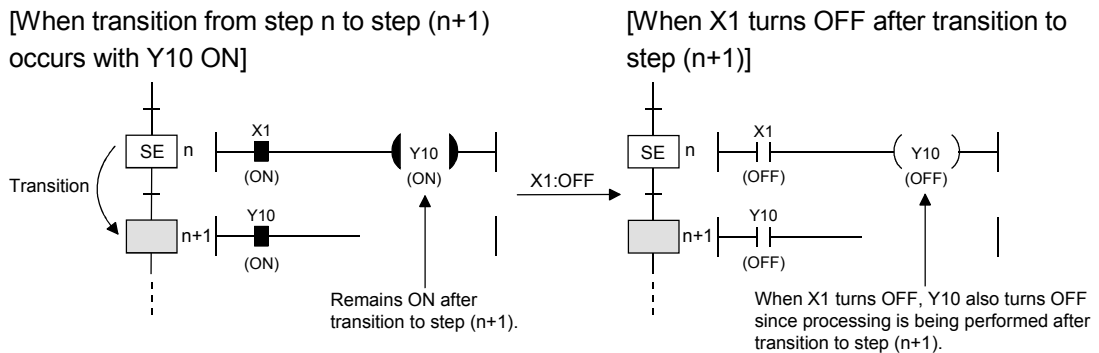 [When transition from step n to step (n+1)
occurs with Y10 ON]
SE
n
X1
(ON)
Y10
(ON)
Transition
n+1
Y10
(ON)
Remains ON after
transition to step (n+1).
X1:OFF
[When X1 turns OFF after transition to
step (n+1)]
SE
n
X1
(OFF)
Y10
(OFF)
n+1
Y10
(OFF)
When X1 turns OFF, Y10 also turns OFF
since processing is being performed after
transition to step (n+1).